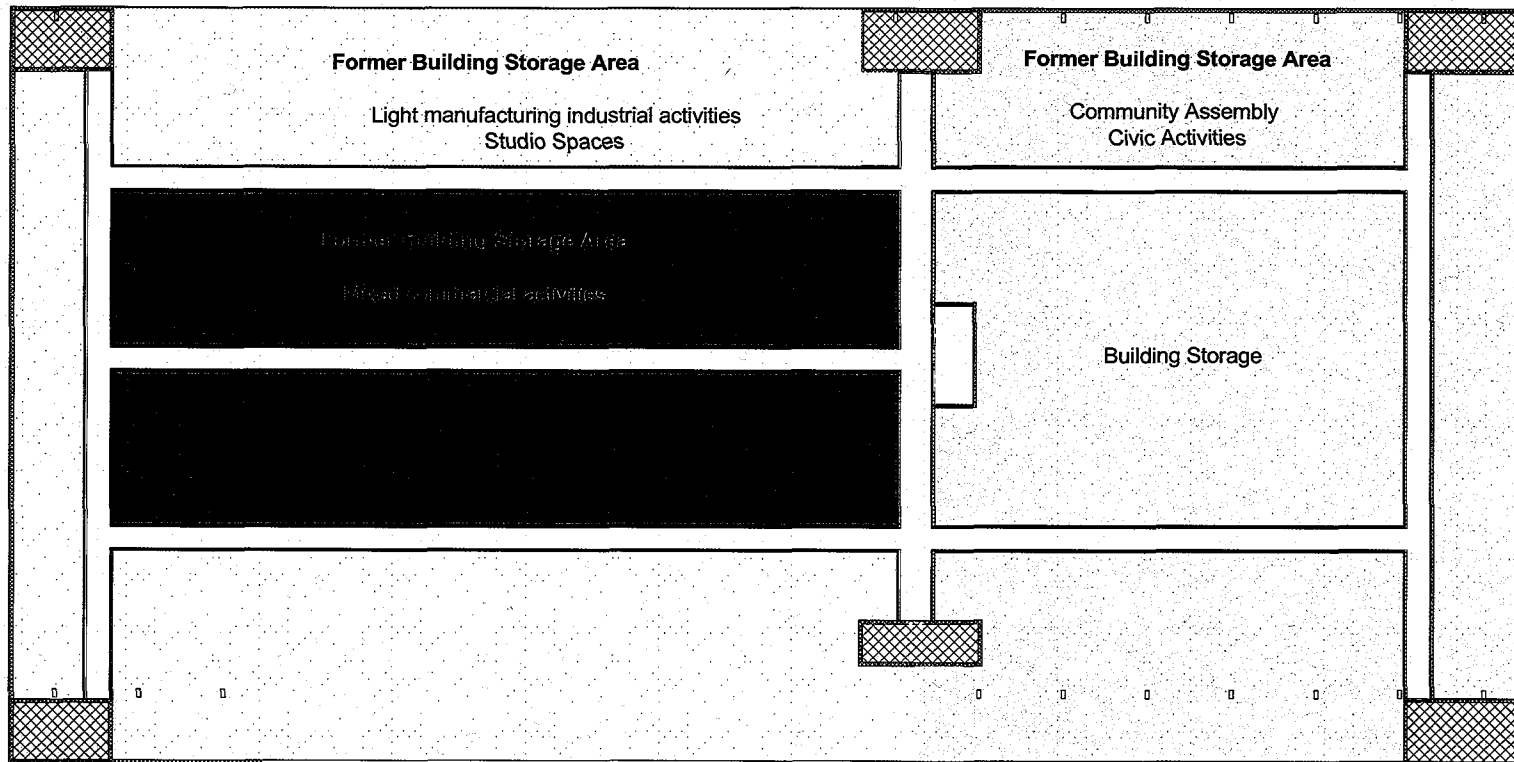 Former Building Storage Area
Light manufacturing industrial activities
Studio Spaces
Former Building Storage Area
Community Assembly
Civic Activities
Former Building Storage Area
Mixed commercial activities
Building Storage